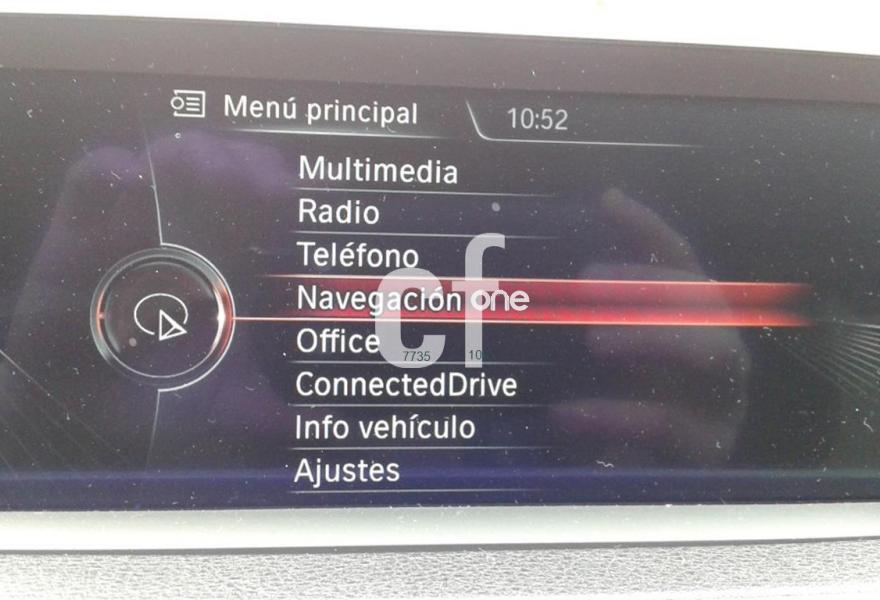 Menú principal 10:52
Multimedia
Radio
Teléfono
Navegación
cf one
Office
7735 10
ConnectedDrive
Info vehículo
Ajustes